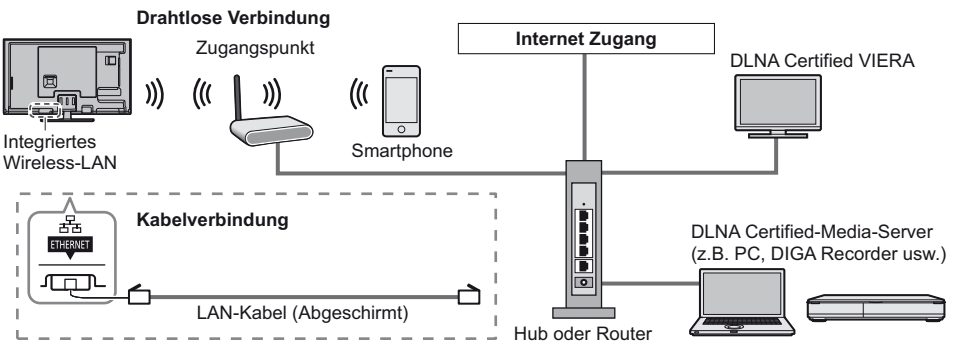 Drahtlose Verbindung
Zugangspunkt
Internet Zugang
DLNA Certified VIERA
Integriertes
Wireless-LAN
Smartphone
Kabelverbindung
ETHERNET
LAN-Kabel (Abgeschirmt)
DLNA Certified-Media-Server
(z.B. PC, DIGA Recorder usw.)
Hub oder Router